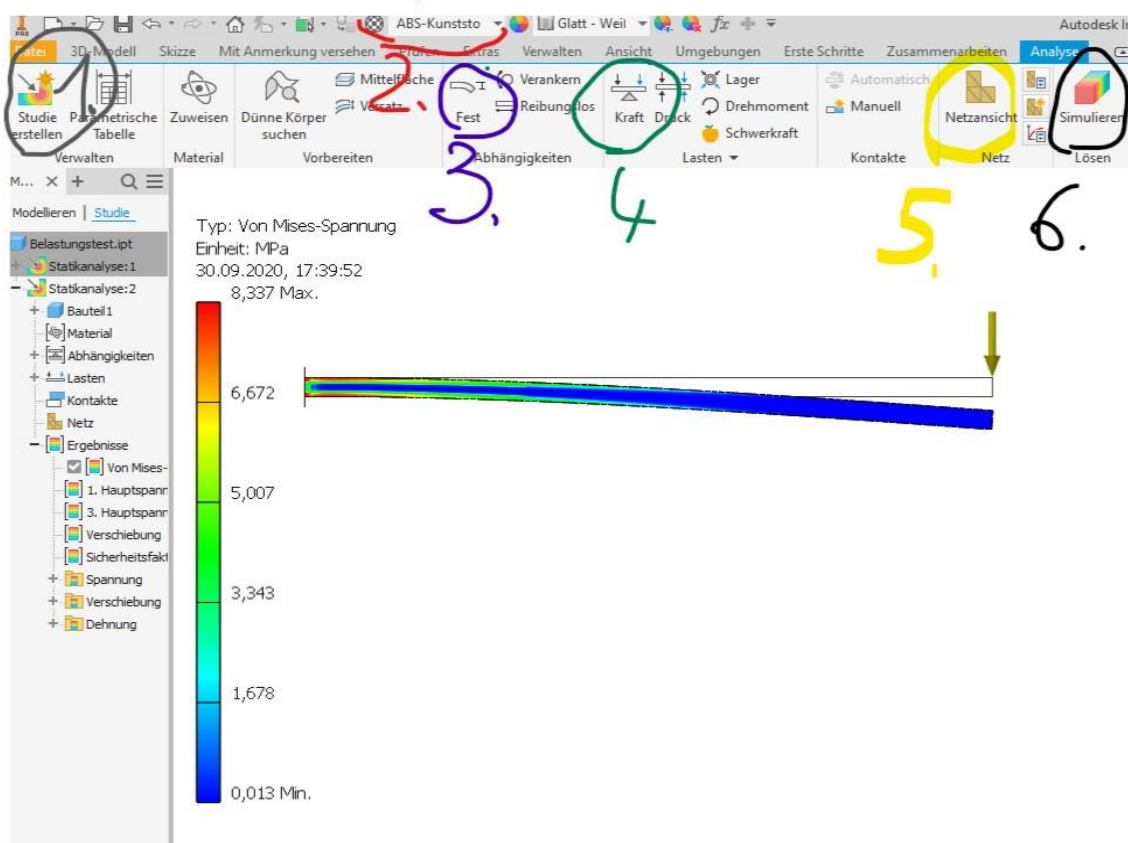 PRO
ABS-Kunststo
Glatt - Weil
fx
Autodesk In
Datei 3D-Modell Skizze Mit Anmerkung versehen Prüfen Extras Verwalten Ansicht Umgebungen Erste Schritte Zusammenarbeiten Analyse
1.
2.
Studie erstellen
Parametrische Tabelle
Zuweisen
Dünne Körper suchen
Mittelfläche
Versatz
Fest
Verankern
Reibungslos
Kraft
Druck
Lager
Drehmoment
Schwerkraft
Automatisch
Manuell
Netzansicht
Simulieren
Verwalten Material Vorbereiten Abhängigkeiten Lasten Kontakte Netz Lösen
3.
4
5.
6.
M...
Modellieren | Studie
Belastungstest.ipt
Statikanalyse:1
Statikanalyse:2
Bauteil1
Material
Abhängigkeiten
Lasten
Kontakte
Netz
Ergebnisse
Von Mises-
1. Hauptspann
3. Hauptspann
Verschiebung
Sicherheitsfakt
Spannung
Verschiebung
Dehnung
Typ: Von Mises-Spannung
Einheit: MPa
30.09.2020, 17:39:52
8,337 Max.
6,672
5,007
3,343
1,678
0,013 Min.